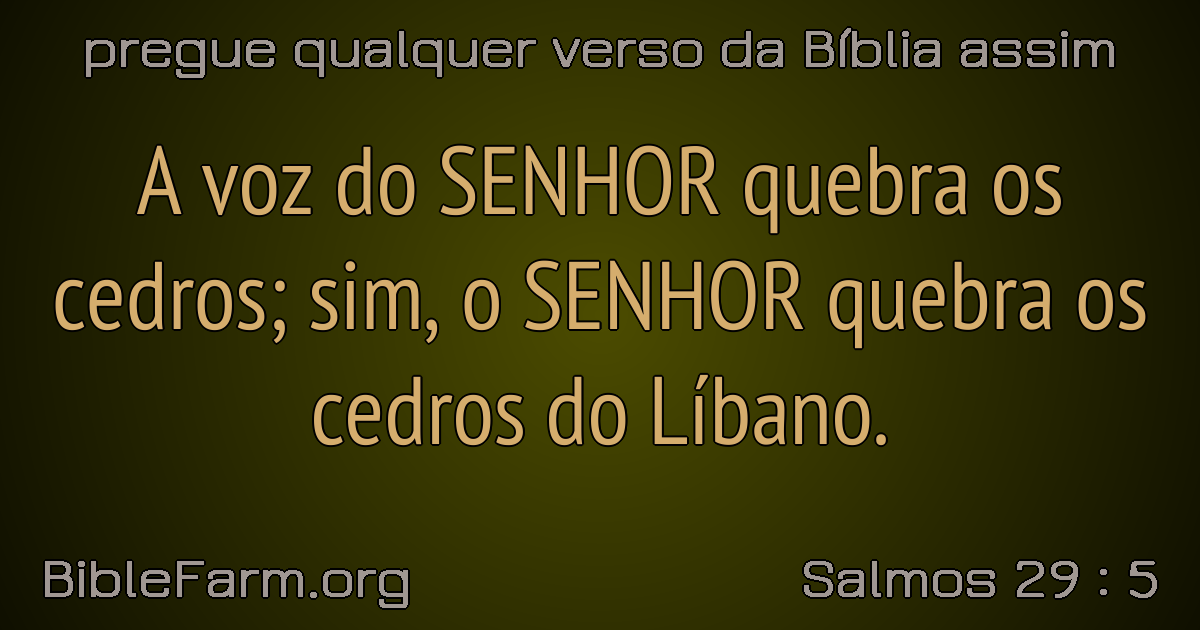 pregue qualquer verso da Bíblia assim
A voz do SENHOR quebra os
cedros; sim, o SENHOR quebra os
cedros do Líbano.
BibleFarm.org
Salmos 29 : 5